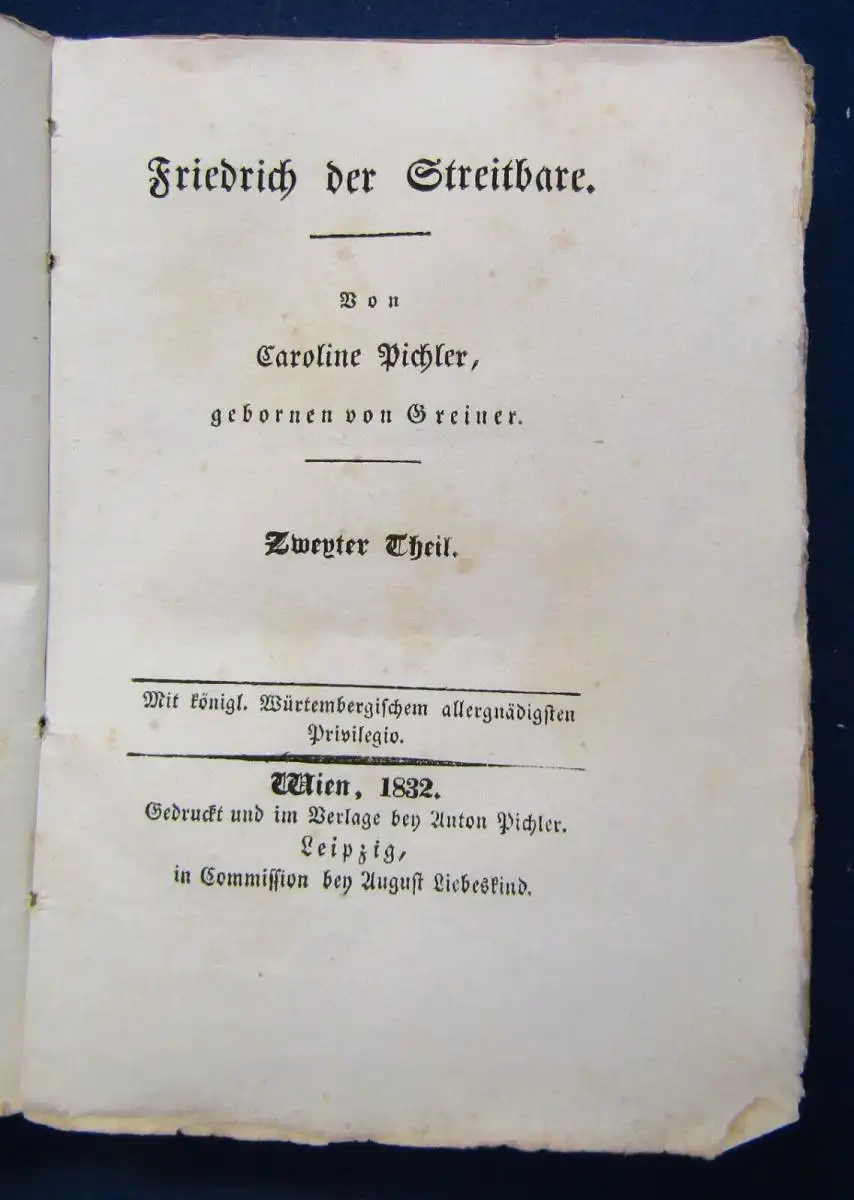 Friedrich der Streitbare.
Von
Caroline Pichler,
gebornen von Greiner.
Zweyter Theil.
Mit königl. Würtembergischem allergnädigsten
Privilegio.
Wien, 1832.
Gedruckt und im Verlage bey Anton Pichler.
Leipzig,
in Commission bey August Liebeskind.